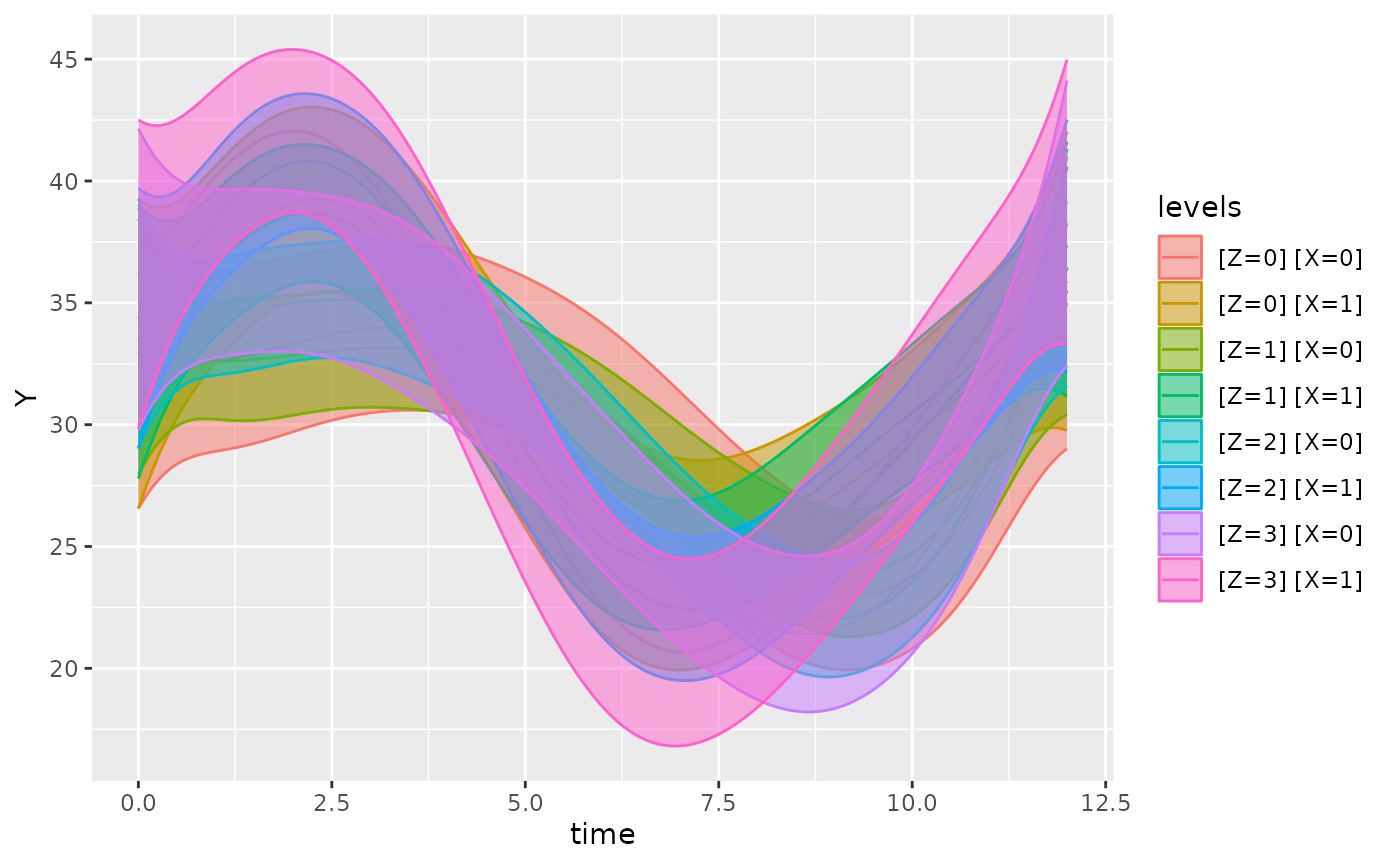 45
40
35
30
25
20
Y
0.0 2.5 5.0 7.5 10.0 12.5
time
levels
[Z=0] [X=0]
[Z=0] [X=1]
[Z=1] [X=0]
[Z=1] [X=1]
[Z=2] [X=0]
[Z=2] [X=1]
[Z=3] [X=0]
[Z=3] [X=1]